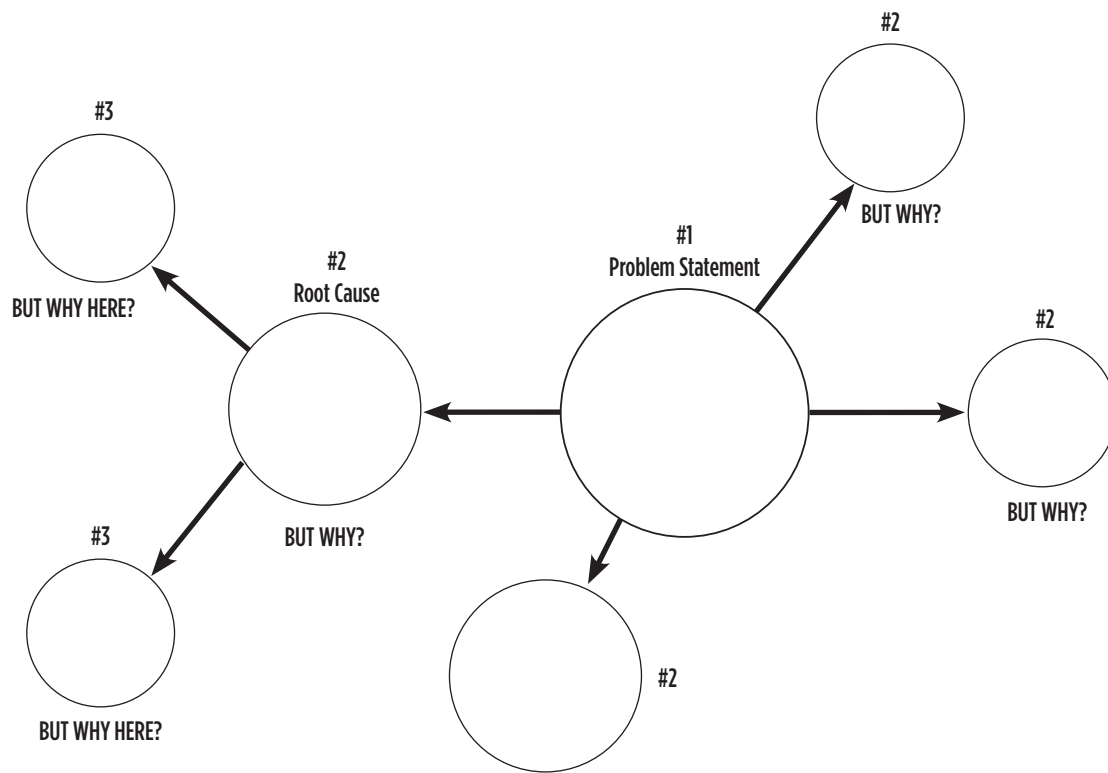 #2
BUT WHY?
#3
BUT WHY HERE?
#2
Root Cause
BUT WHY?
#1
Problem Statement
#2
BUT WHY?
#3
BUT WHY HERE?
#2